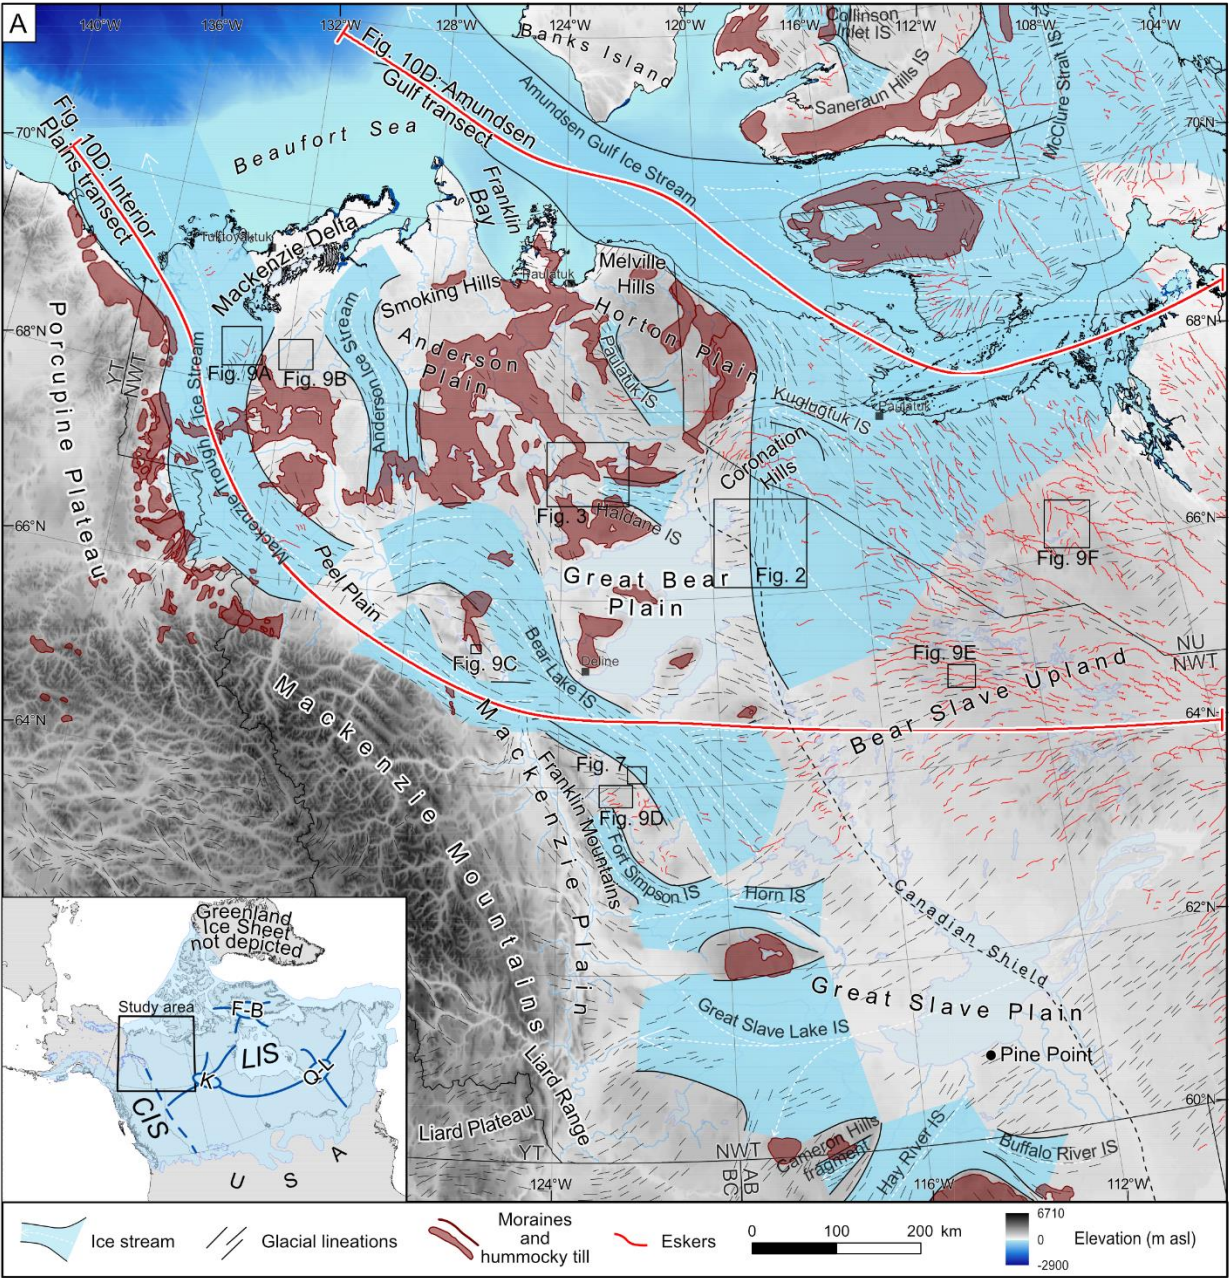 A
140°W
136°W
132°W
128°W
124°W
120°W
116°W
112°W
108°W
104°W
Collinson
Inlet IS
Banks Island
Fig. 10D: Amundsen
Gulf transect
Saneraun Hills IS
McClure Strait IS
Amundsen Gulf Ice Stream
70°N
70°N
Fig. 10D: Interior
Plains transect
Beaufort Sea
Franklin
Bay
Tuktoyaktuk
Mackenzie Delta
Paulatuk
Melville
Hills
Smoking Hills
Horton Plain
68°N
68°N
Porcupine Plateau
YT
NWT
Fig. 9A
Fig. 9B
Anderson Ice Stream
Anderson
Plain
Paulatuk IS
Kuglugtuk IS
Paulatuk
Coronation
Hills
Mackenzie Trough Ice Stream
66°N
66°N
Fig. 3
Haldane IS
Fig. 2
Fig. 9F
Peel Plain
Great Bear
Plain
Fig. 9C
Bear Lake IS
Déline
Fig. 9E
NU
NWT
Bear Slave Upland
64°N
64°N
Mackenzie Mountains
Mackenzie Plain
Fig. 7
Fig. 9D
Franklin Mountains
Fort Simpson IS
Horn IS
Canadian Shield
62°N
Great Slave Plain
Great Slave Lake IS
Pine Point
Liard Range
Liard Plateau
60°N
YT
NWT
BC
AB
Cameron Hills
fragment
Hay River IS
Buffalo River IS
124°W
116°W
112°W
Greenland
Ice Sheet
not depicted
Study area
F-B
LIS
K
Q-L
CIS
USA
Ice stream
Glacial lineations
Moraines
and
hummocky till
Eskers
0 100 200 km
6710
0
-2900
Elevation (m asl)